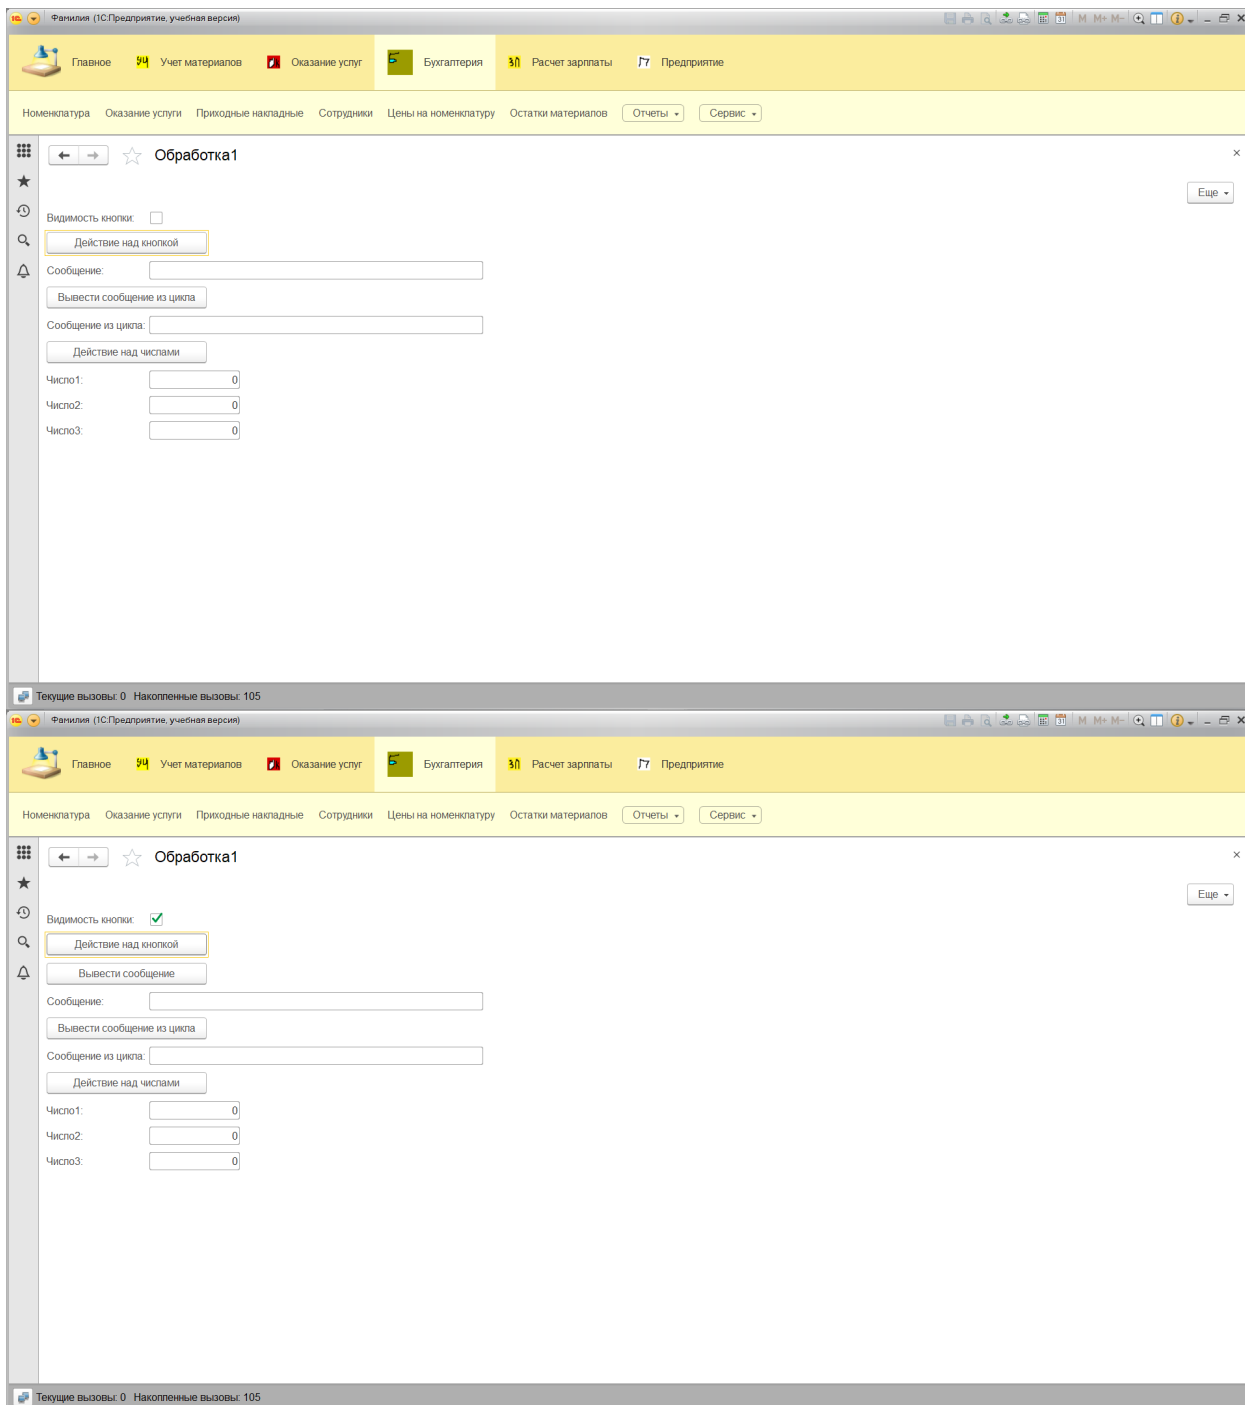 Фамилия (1С:Предприятие, учебная версия) M M+ M-
Главное Учет материалов Оказание услуг Бухгалтерия Расчет зарплаты Предприятие
Номенклатура Оказание услуги Приходные накладные Сотрудники Цены на номенклатуру Остатки материалов Отчеты Сервис
Обработка1
Еще
Видимость кнопки:
Действие над кнопкой
Сообщение:
Вывести сообщение из цикла
Сообщение из цикла:
Действие над числами
Число1: 0
Число2: 0
Число3: 0
Текущие вызовы: 0 Накопленные вызовы: 105
Фамилия (1С:Предприятие, учебная версия) M M+ M-
Главное Учет материалов Оказание услуг Бухгалтерия Расчет зарплаты Предприятие
Номенклатура Оказание услуги Приходные накладные Сотрудники Цены на номенклатуру Остатки материалов Отчеты Сервис
Обработка1
Еще
Видимость кнопки:
Действие над кнопкой
Вывести сообщение
Сообщение:
Вывести сообщение из цикла
Сообщение из цикла:
Действие над числами
Число1: 0
Число2: 0
Число3: 0
Текущие вызовы: 0 Накопленные вызовы: 105